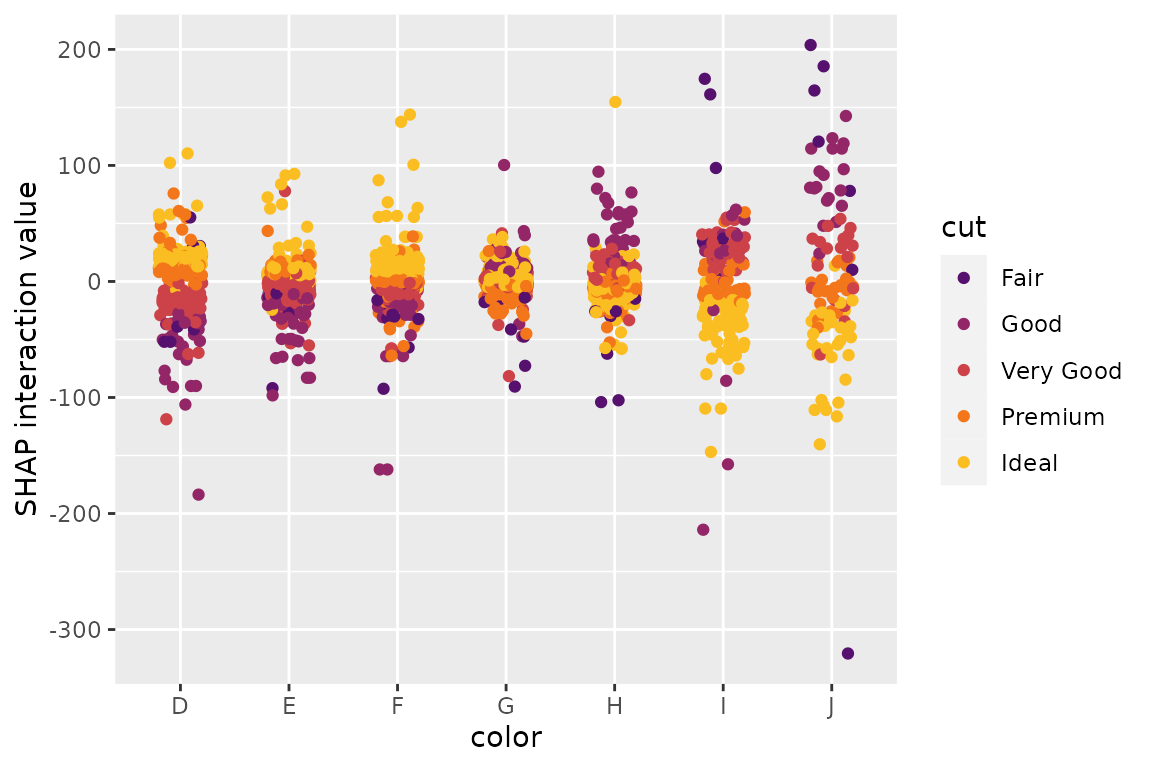 200
100
0
-100
-200
-300
SHAP interaction value
D E F G H I J
color
cut
Fair
Good
Very Good
Premium
Ideal